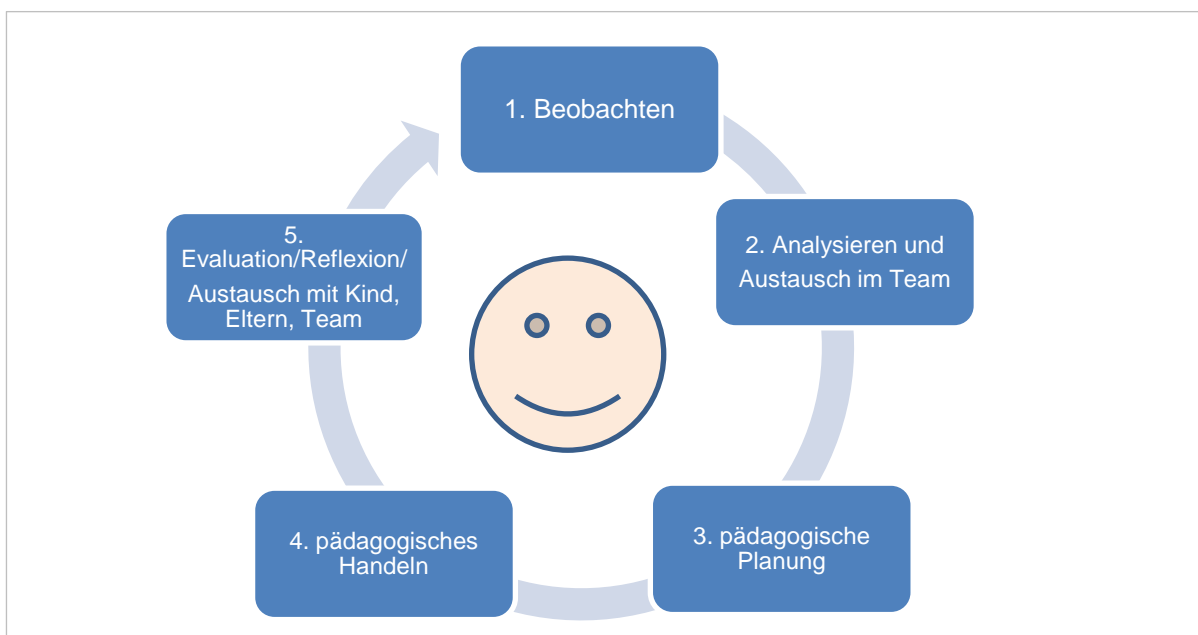 1. Beobachten
2. Analysieren und
Austausch im Team
3. pädagogische
Planung
4. pädagogisches
Handeln
5.
Evaluation/Reflexion/
Austausch mit Kind,
Eltern, Team